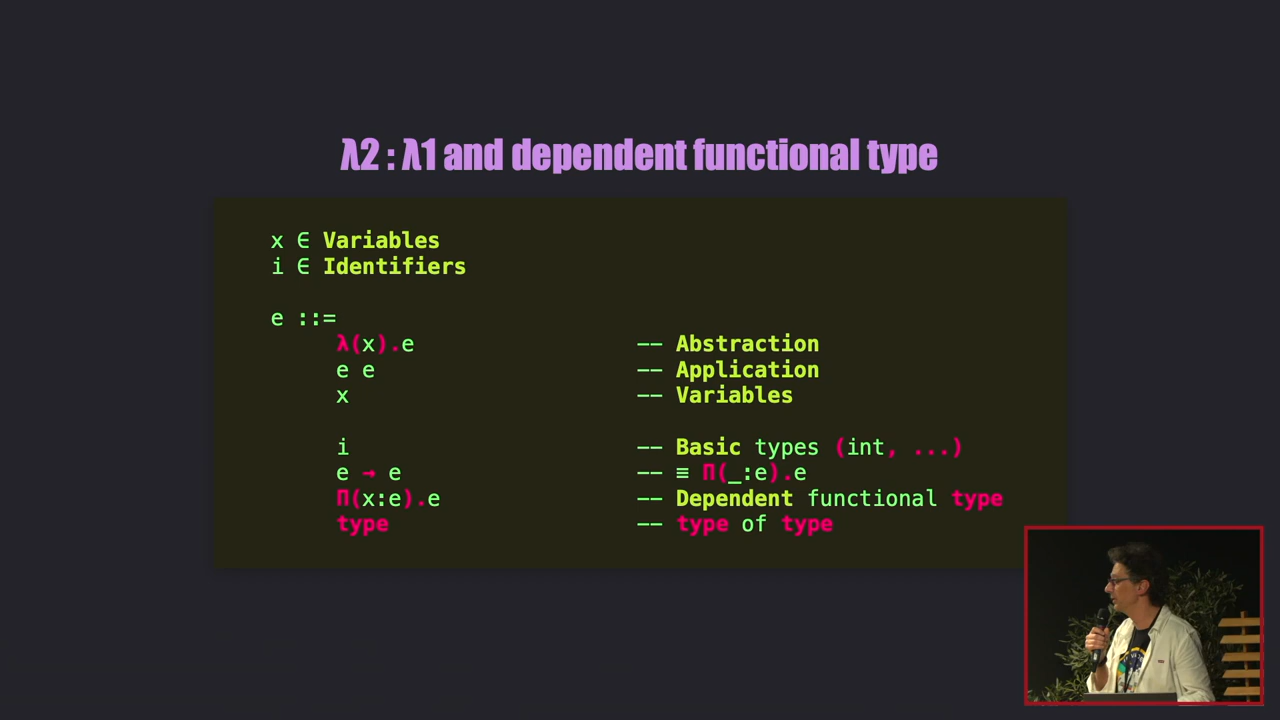 λ2 : λ1 and dependent functional type
x ∈ Variables
i ∈ Identifiers
e ::=
λ(x).e -- Abstraction
e e -- Application
x -- Variables
i -- Basic types (int, ...)
e → e -- ≡ Π(_:e).e
Π(x:e).e -- Dependent functional type
type -- type of type